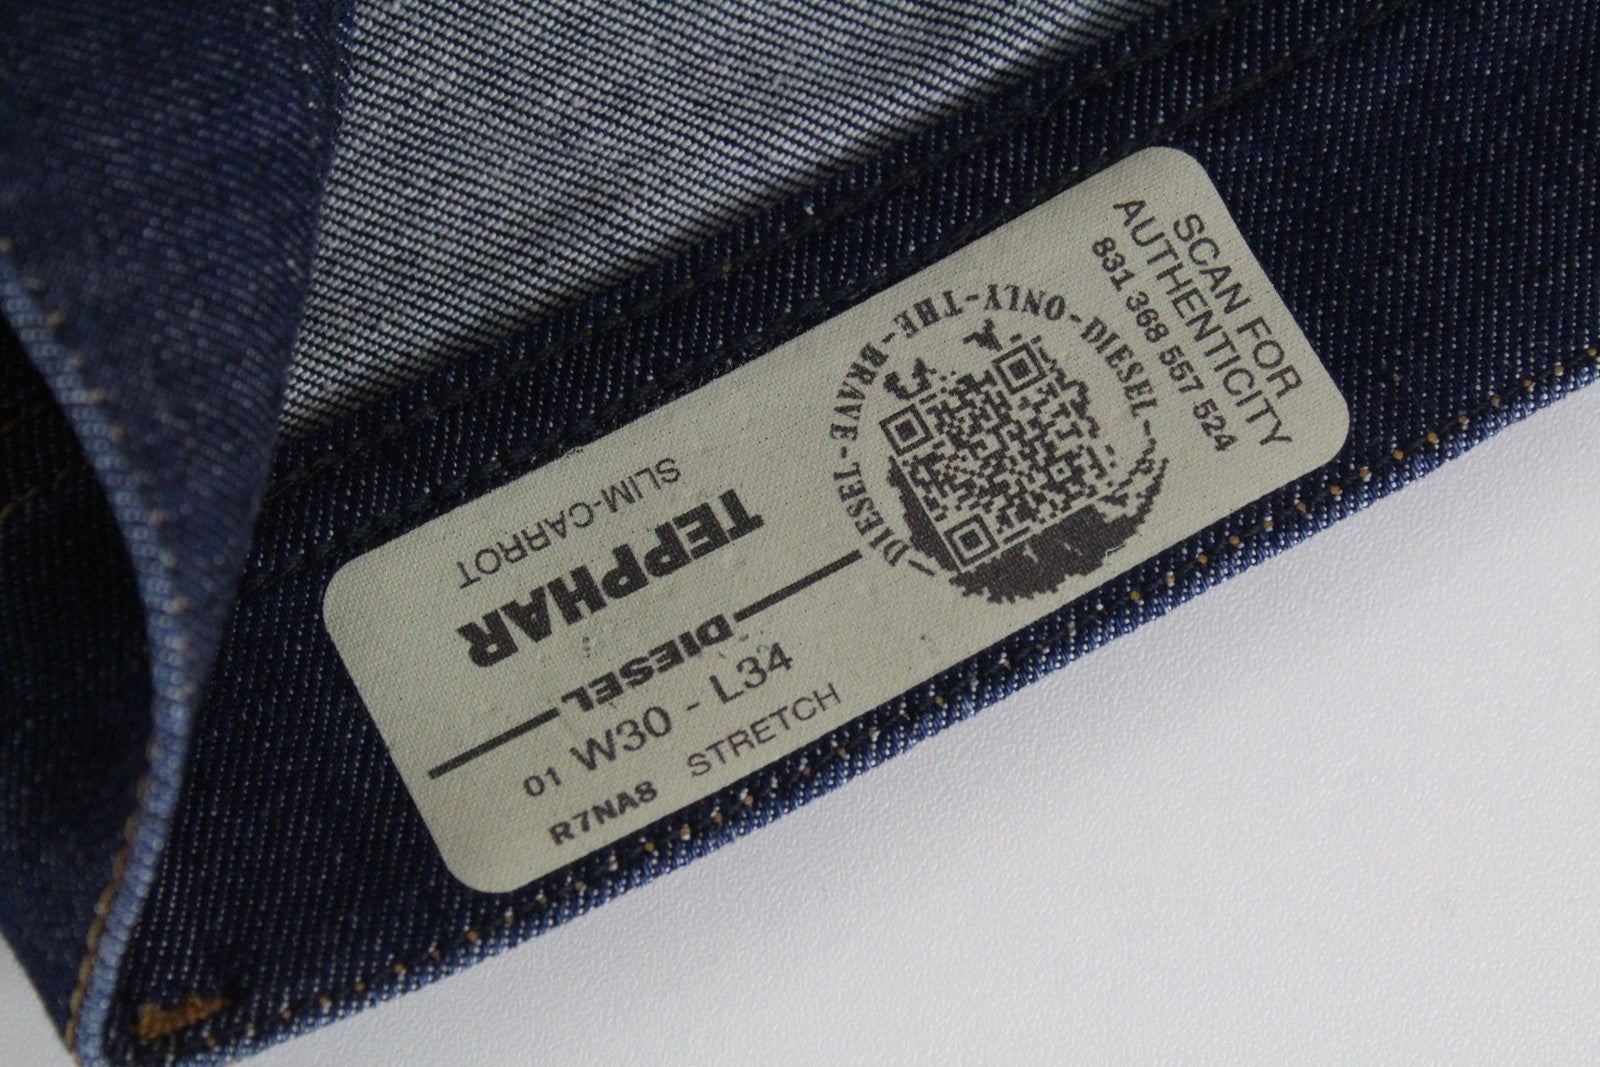 SCAN FOR
AUTHENTICITY
831 368 557 524
DIESEL-ONLY-THE-BRAVE-DIESEL-
SLIM-CARROT
TEPPHAR
DIESEL
01 W30 - L34
R7NA8 STRETCH